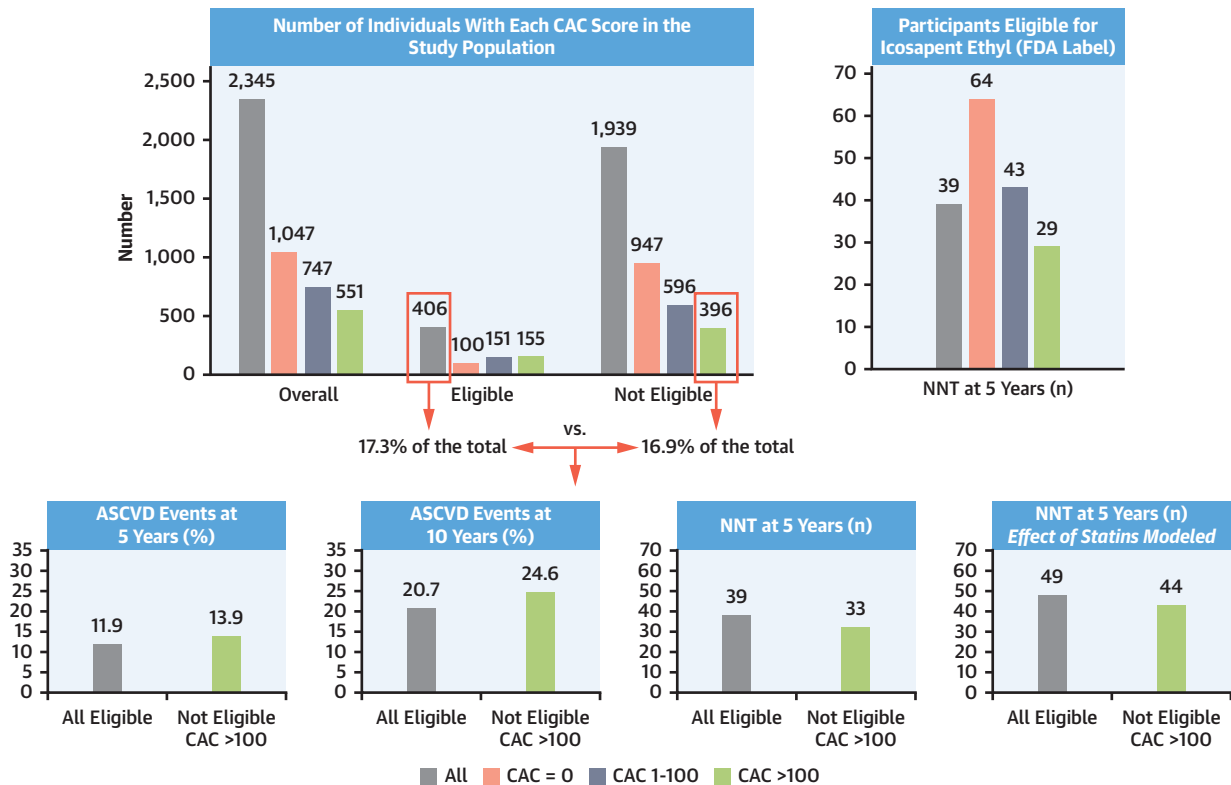 Number of Individuals With Each CAC Score in the
Study Population
Number
2,500
2,000
1,500
1,000
500
0
2,345
1,047
747
551
406
100
151
155
1,939
947
596
396
Overall
Eligible
Not Eligible
Participants Eligible for
Icosapent Ethyl (FDA Label)
70
60
50
40
30
20
10
0
39
64
43
29
NNT at 5 Years (n)
17.3% of the total
vs.
16.9% of the total
ASCVD Events at
5 Years (%)
35
30
25
20
15
10
5
0
11.9
13.9
All Eligible
Not Eligible
CAC >100
ASCVD Events at
10 Years (%)
35
30
25
20
15
10
5
0
20.7
24.6
All Eligible
Not Eligible
CAC >100
NNT at 5 Years (n)
70
60
50
40
30
20
10
0
39
33
All Eligible
Not Eligible
CAC >100
NNT at 5 Years (n)
Effect of Statins Modeled
70
60
50
40
30
20
10
0
49
44
All Eligible
Not Eligible
CAC >100
All
CAC = 0
CAC 1-100
CAC >100